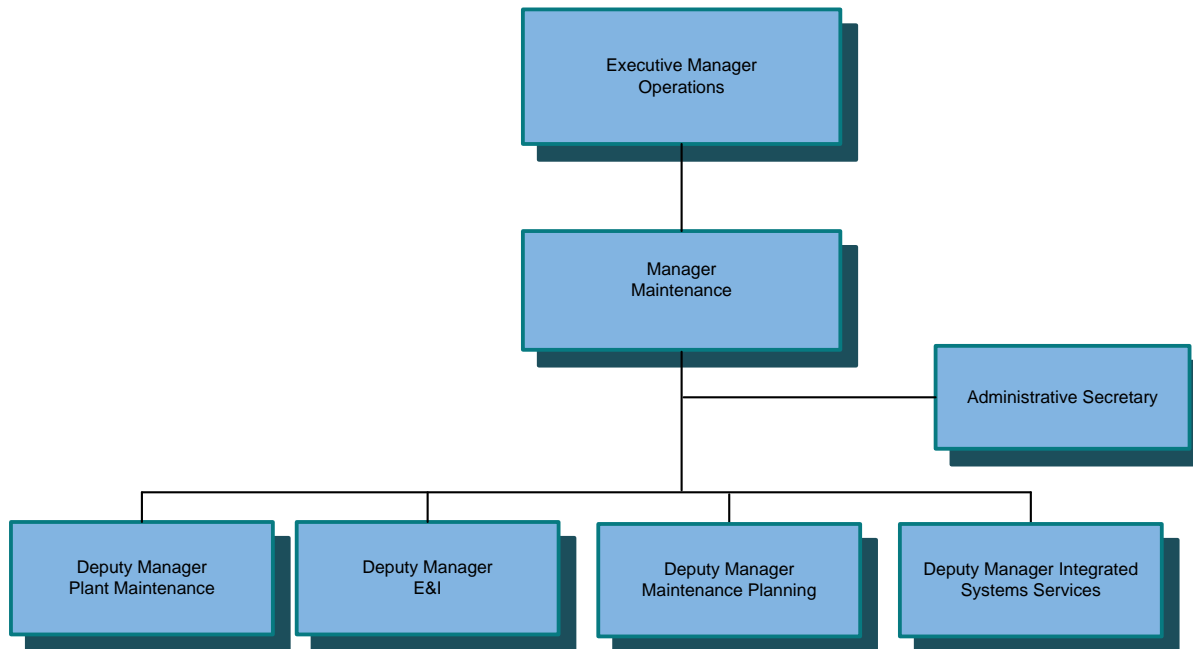 Executive Manager
Operations
Manager
Maintenance
Administrative Secretary
Deputy Manager
Plant Maintenance
Deputy Manager
E&I
Deputy Manager
Maintenance Planning
Deputy Manager Integrated
Systems Services